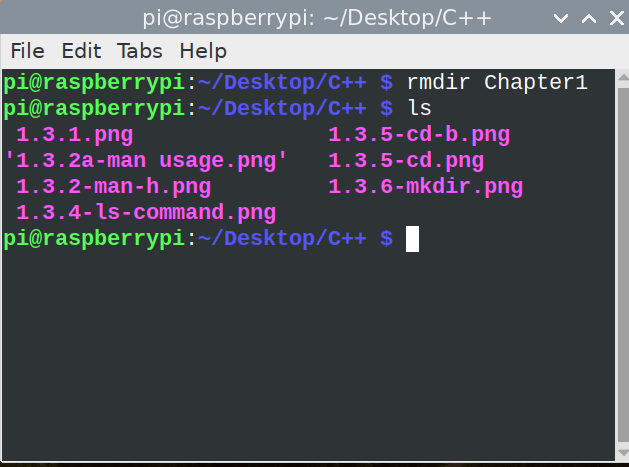 pi@raspberrypi: ~/Desktop/C++
File Edit Tabs Help
pi@raspberrypi:~/Desktop/C++ $ rmdir Chapter1
pi@raspberrypi:~/Desktop/C++ $ ls
 1.3.1.png               1.3.5-cd-b.png
'1.3.2a-man usage.png'   1.3.5-cd.png
 1.3.2-man-h.png         1.3.6-mkdir.png
 1.3.4-ls-command.png
pi@raspberrypi:~/Desktop/C++ $